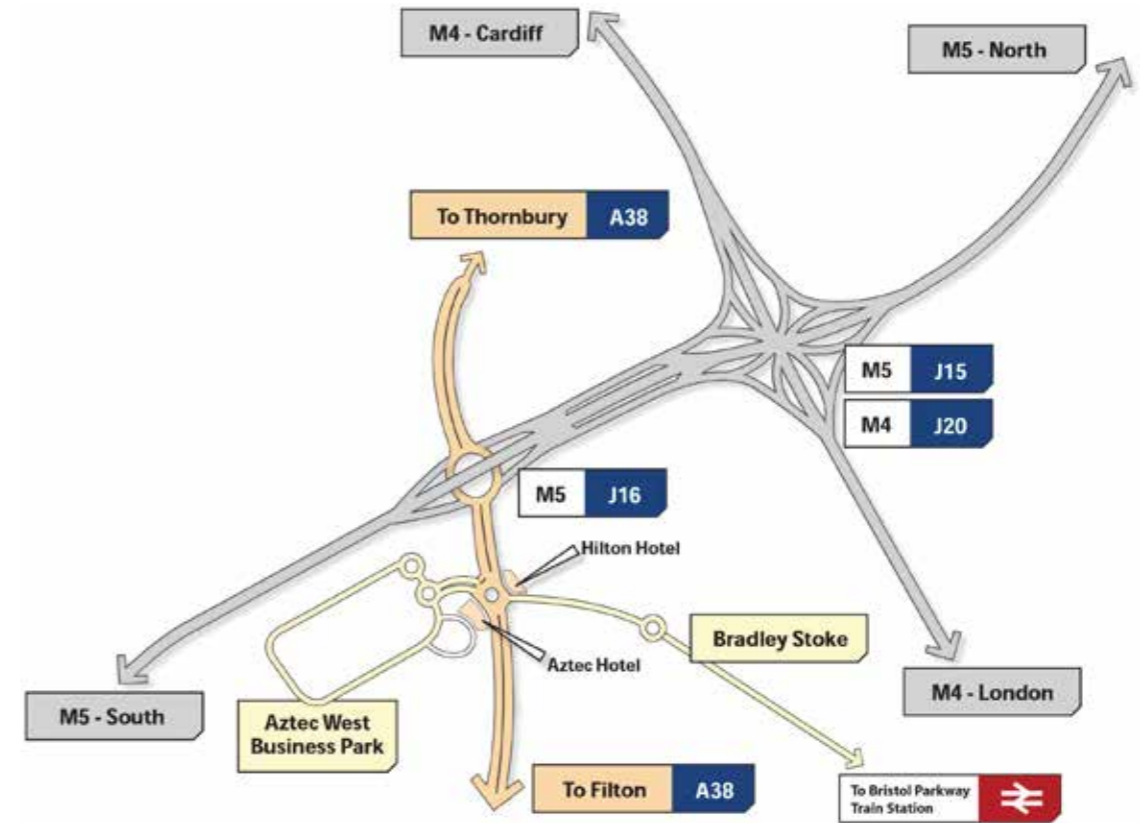 M4 - Cardiff
M5 - North
To Thornbury A38
M5 J15
M4 J20
M5 J16
Hilton Hotel
Bradley Stoke
Aztec Hotel
M4 - London
M5 - South
Aztec West
Business Park
To Filton A38
To Bristol Parkway
Train Station